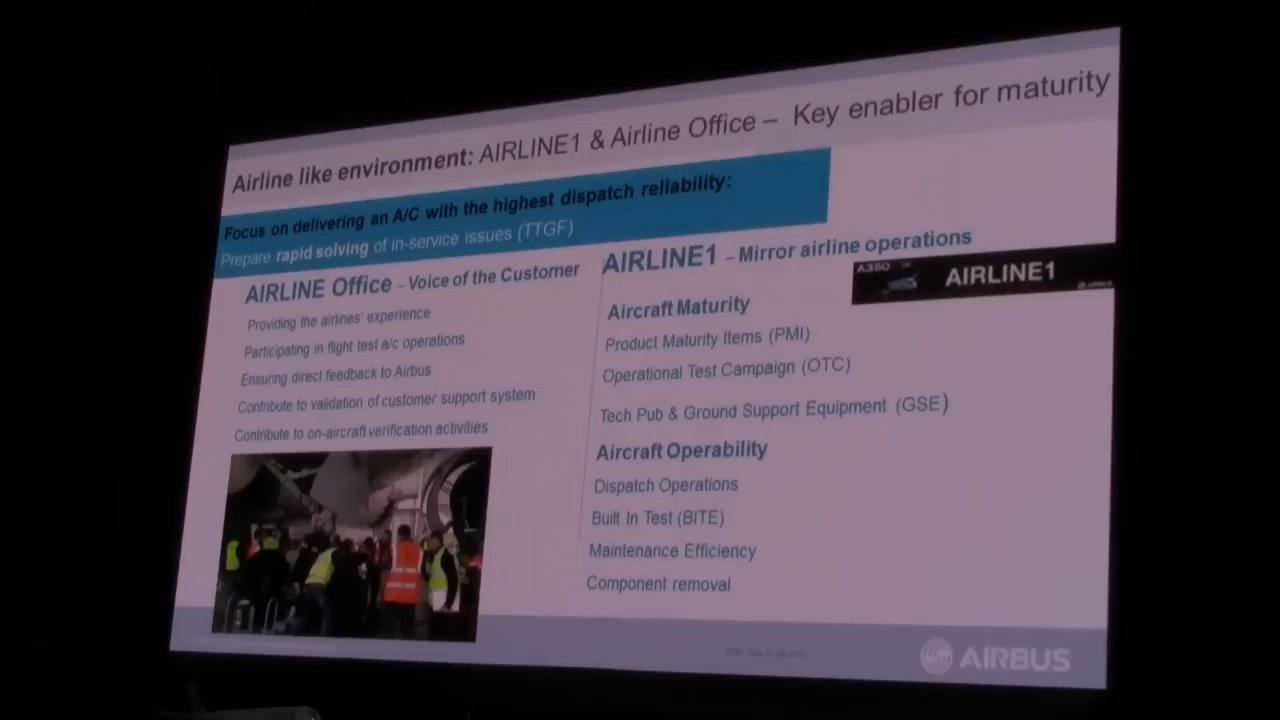 Airline like environment: AIRLINE1 & Airline Office – Key enabler for maturity
Focus on delivering an A/C with the highest dispatch reliability:
Prepare rapid solving of in-service issues (TTGF)
AIRLINE Office – Voice of the Customer
Providing the airlines' experience
Participating in flight test a/c operations
Ensuring direct feedback to Airbus
Contribute to validation of customer support system
Contribute to on-aircraft verification activities
AIRLINE1 – Mirror airline operations
A350
AIRLINE1
Aircraft Maturity
Product Maturity Items (PMI)
Operational Test Campaign (OTC)
Tech Pub & Ground Support Equipment (GSE)
Aircraft Operability
Dispatch Operations
Built In Test (BITE)
Maintenance Efficiency
Component removal
AIRBUS